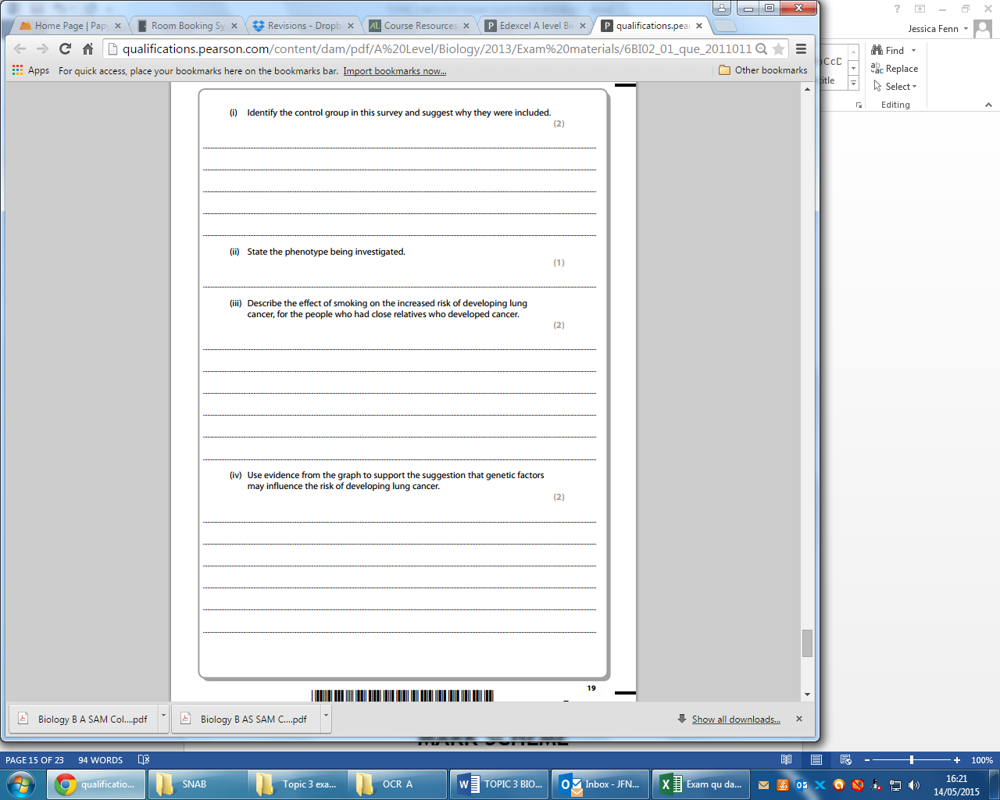 Home Page | Pap
Room Booking Sy
Revisions - Dropb
Course Resources
Edexcel A level Bi
qualifications.pear
Jessica Fenn
qualifications.pearson.com/content/dam/pdf/A%20Level/Biology/2013/Exam%20materials/6BI02_01_que_2011011
Find
Replace
Select
Editing
title
Apps For quick access, place your bookmarks here on the bookmarks bar. Import bookmarks now... Other bookmarks
(i) Identify the control group in this survey and suggest why they were included.
(2)
(ii) State the phenotype being investigated.
(1)
(iii) Describe the effect of smoking on the increased risk of developing lung
cancer, for the people who had close relatives who developed cancer.
(2)
(iv) Use evidence from the graph to support the suggestion that genetic factors
may influence the risk of developing lung cancer.
(2)
19
Biology B A SAM Col....pdf
Biology B AS SAM C....pdf
Show all downloads...
MARK SCHEME
PAGE 15 OF 23 94 WORDS 100%
qualificatio...
SNAB
Topic 3 exa...
OCR A
TOPIC 3 BIO...
Inbox - JFN...
Exam qu da...
16:21
14/05/2015